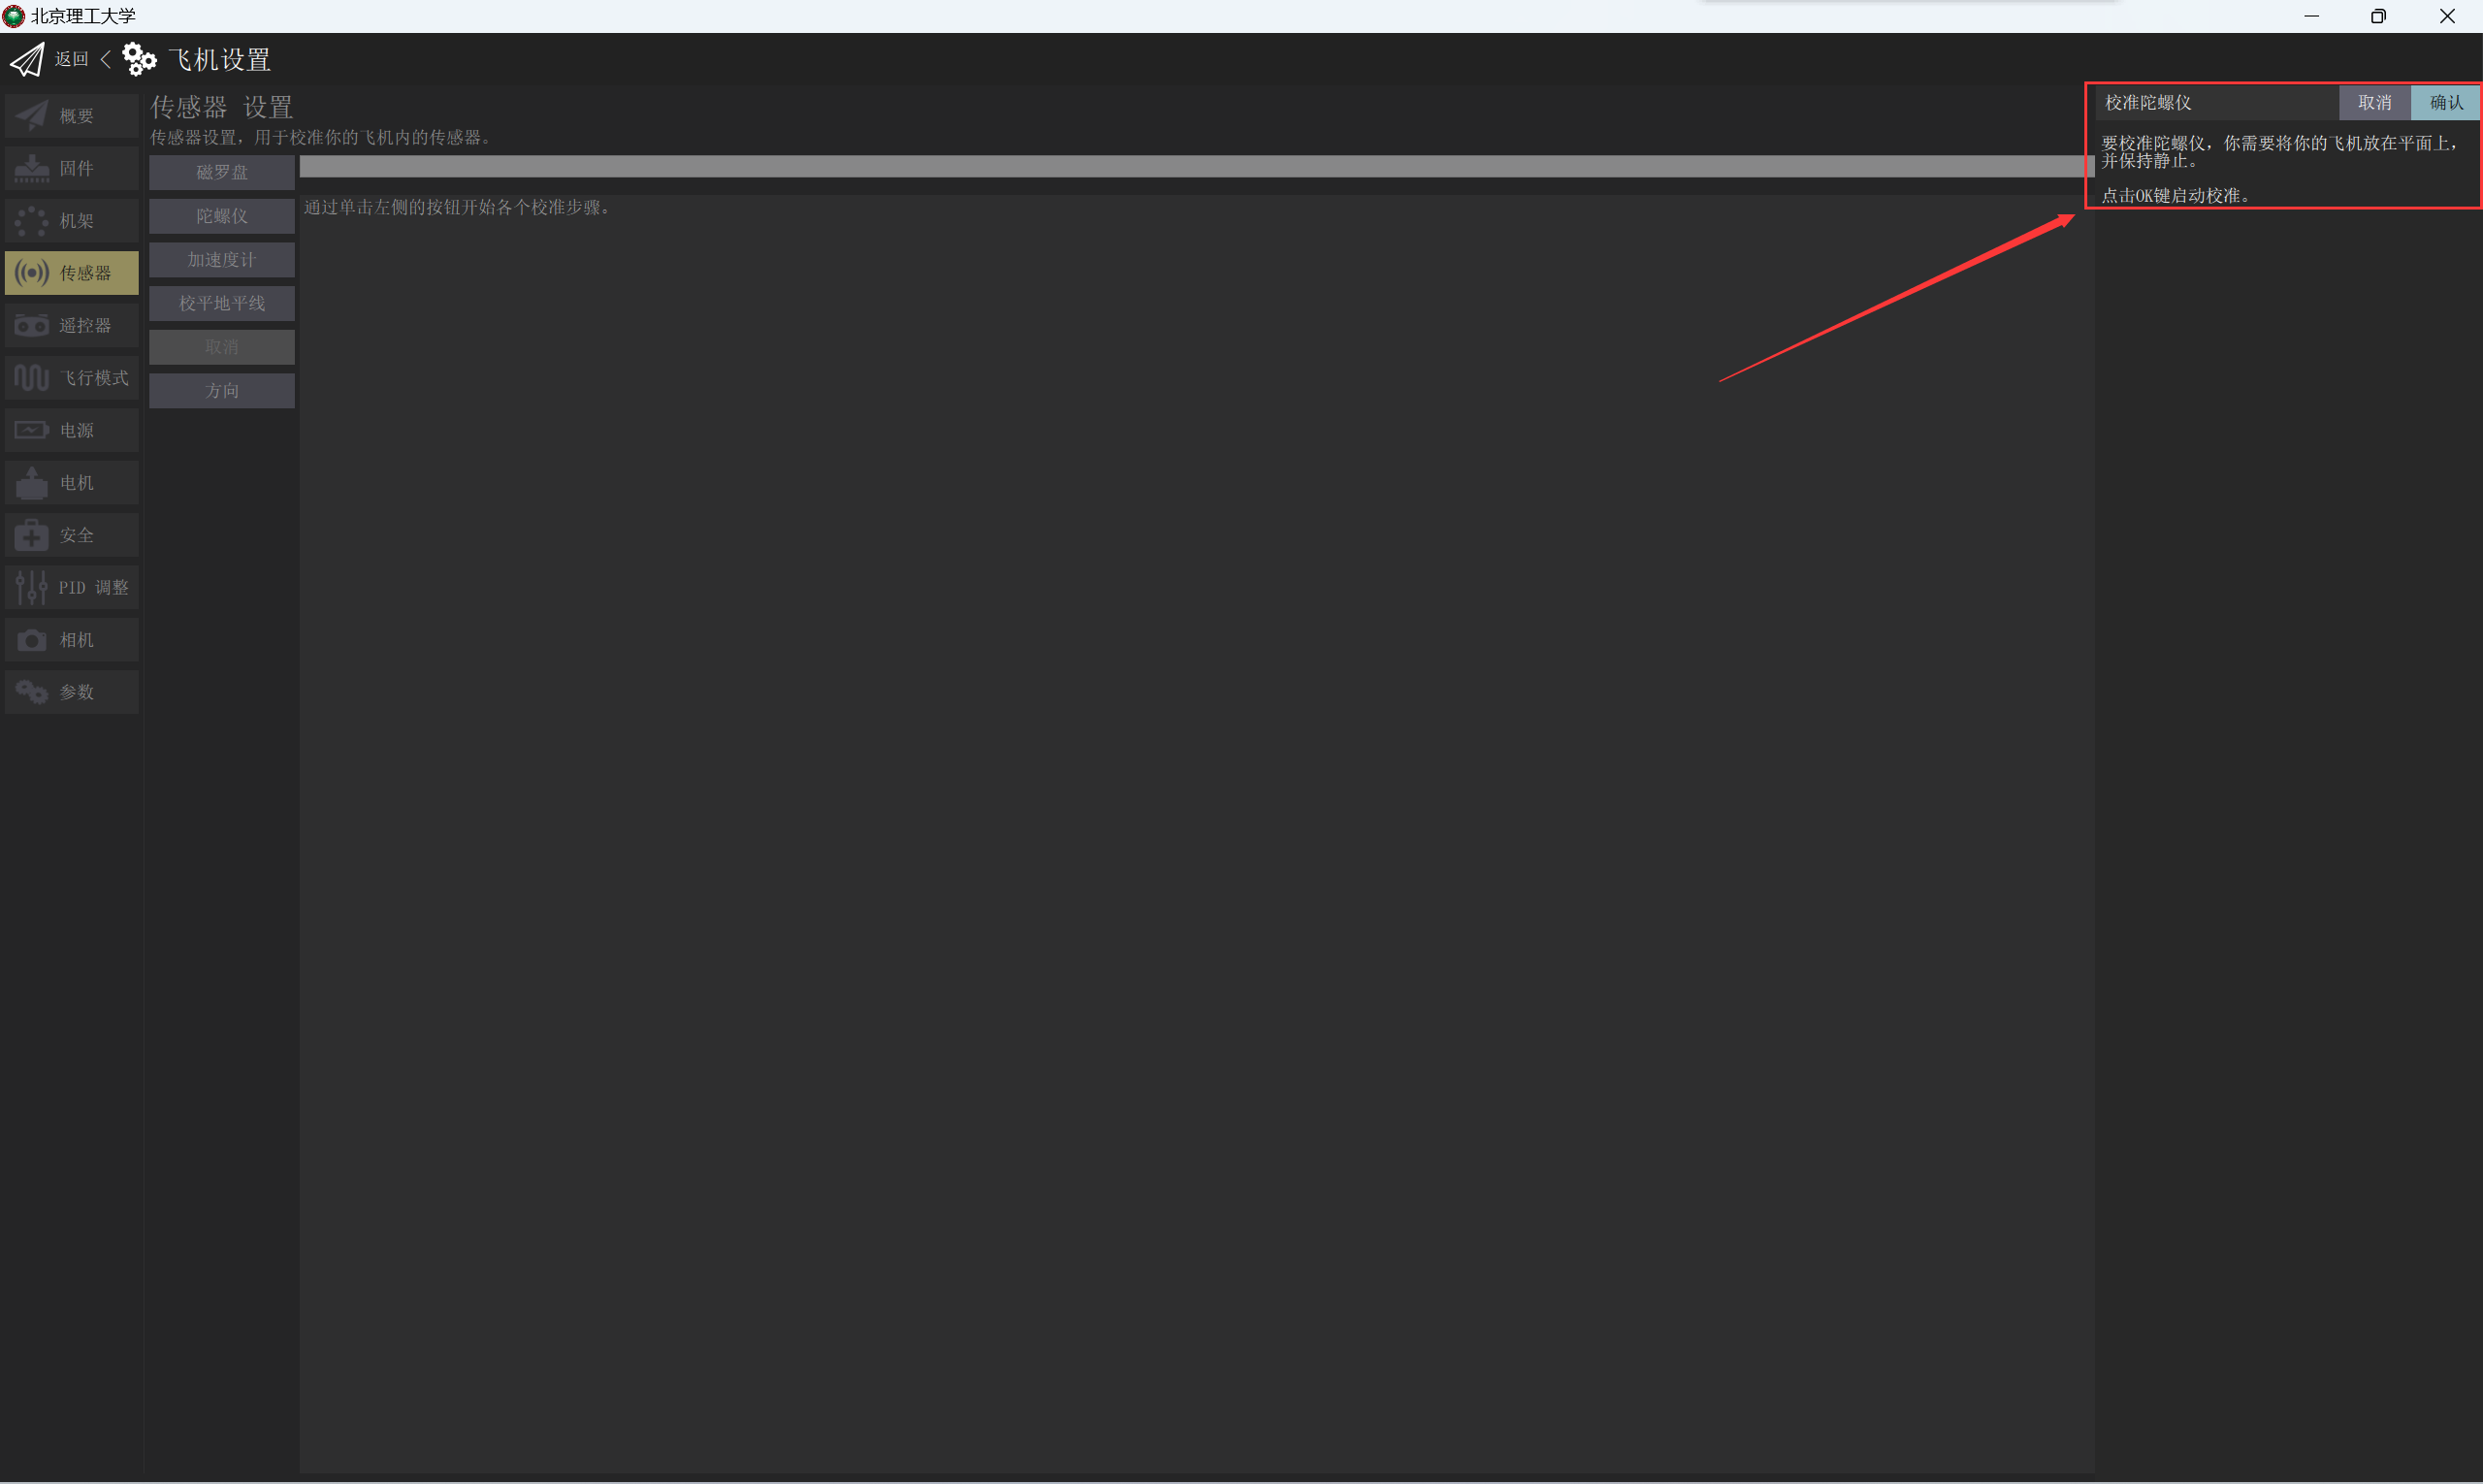 北京理工大学
返回
飞机设置
概要
固件
机架
传感器
遥控器
飞行模式
电源
电机
安全
PID 调整
相机
参数
传感器 设置
传感器设置，用于校准你的飞机内的传感器。
磁罗盘
陀螺仪
加速度计
校平地平线
取消
方向
通过单击左侧的按钮开始各个校准步骤。
校准陀螺仪
取消
确认
要校准陀螺仪，你需要将你的飞机放在平面上，
并保持静止。
点击OK键启动校准。